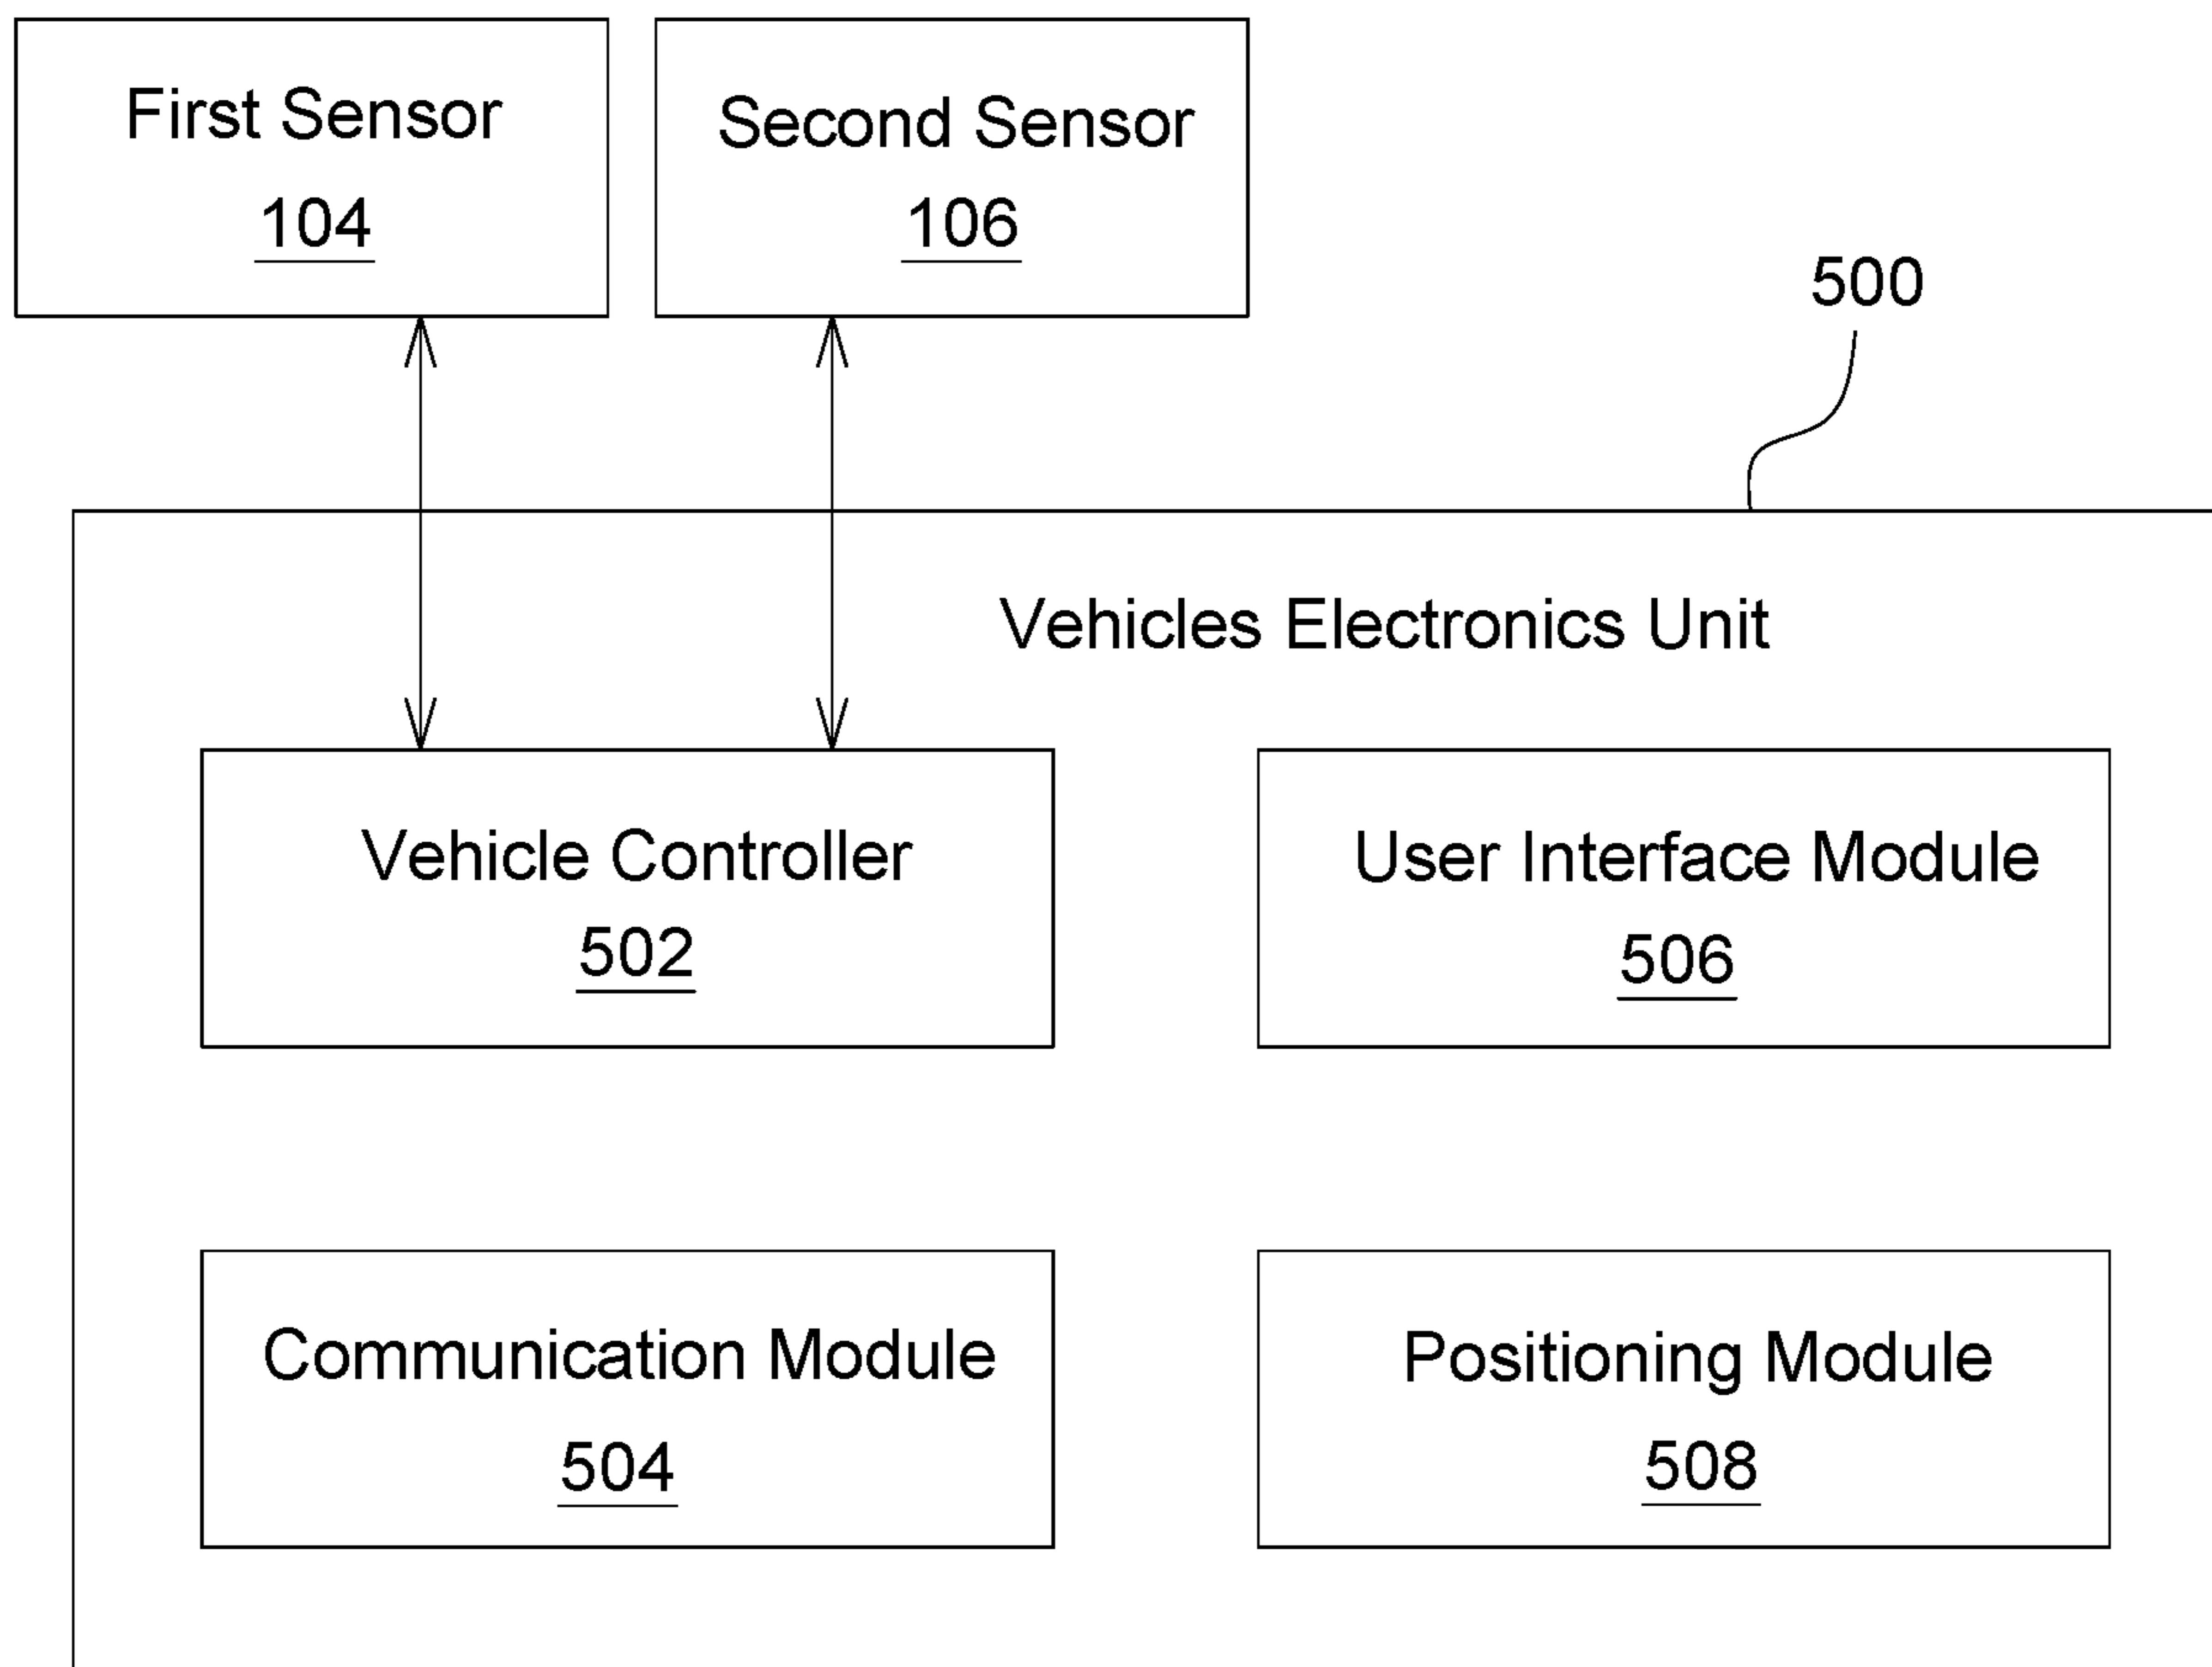 First Sensor
104
Second Sensor
106
500
Vehicles Electronics Unit
Vehicle Controller
502
User Interface Module
506
Communication Module
504
Positioning Module
508